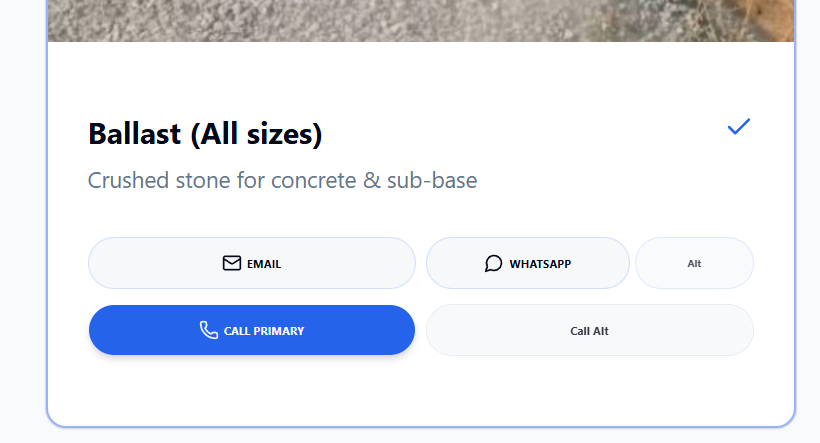 Ballast (All sizes)
Crushed stone for concrete & sub-base
EMAIL
WHATSAPP
Alt
CALL PRIMARY
Call Alt